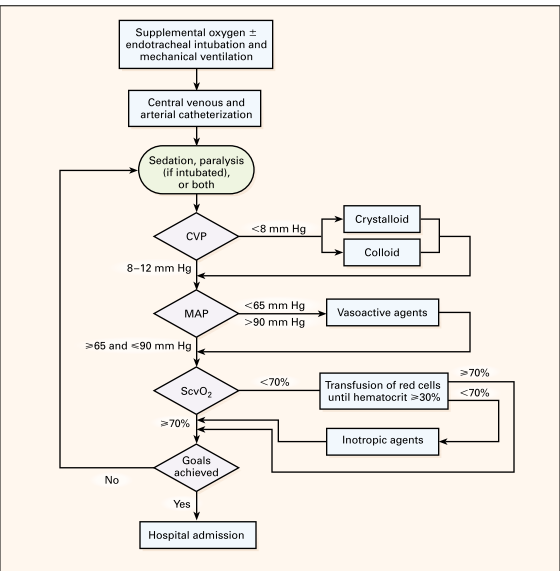 Supplemental oxygen ±
endotracheal intubation and
mechanical ventilation
Central venous and
arterial catheterization
Sedation, paralysis
(if intubated),
or both
CVP
<8 mm Hg
Crystalloid
Colloid
8–12 mm Hg
MAP
<65 mm Hg
>90 mm Hg
Vasoactive agents
⩾65 and ⩽90 mm Hg
ScvO₂
<70%
Transfusion of red cells
until hematocrit ⩾30%
⩾70%
<70%
⩾70%
Inotropic agents
Goals
achieved
No
Yes
Hospital admission